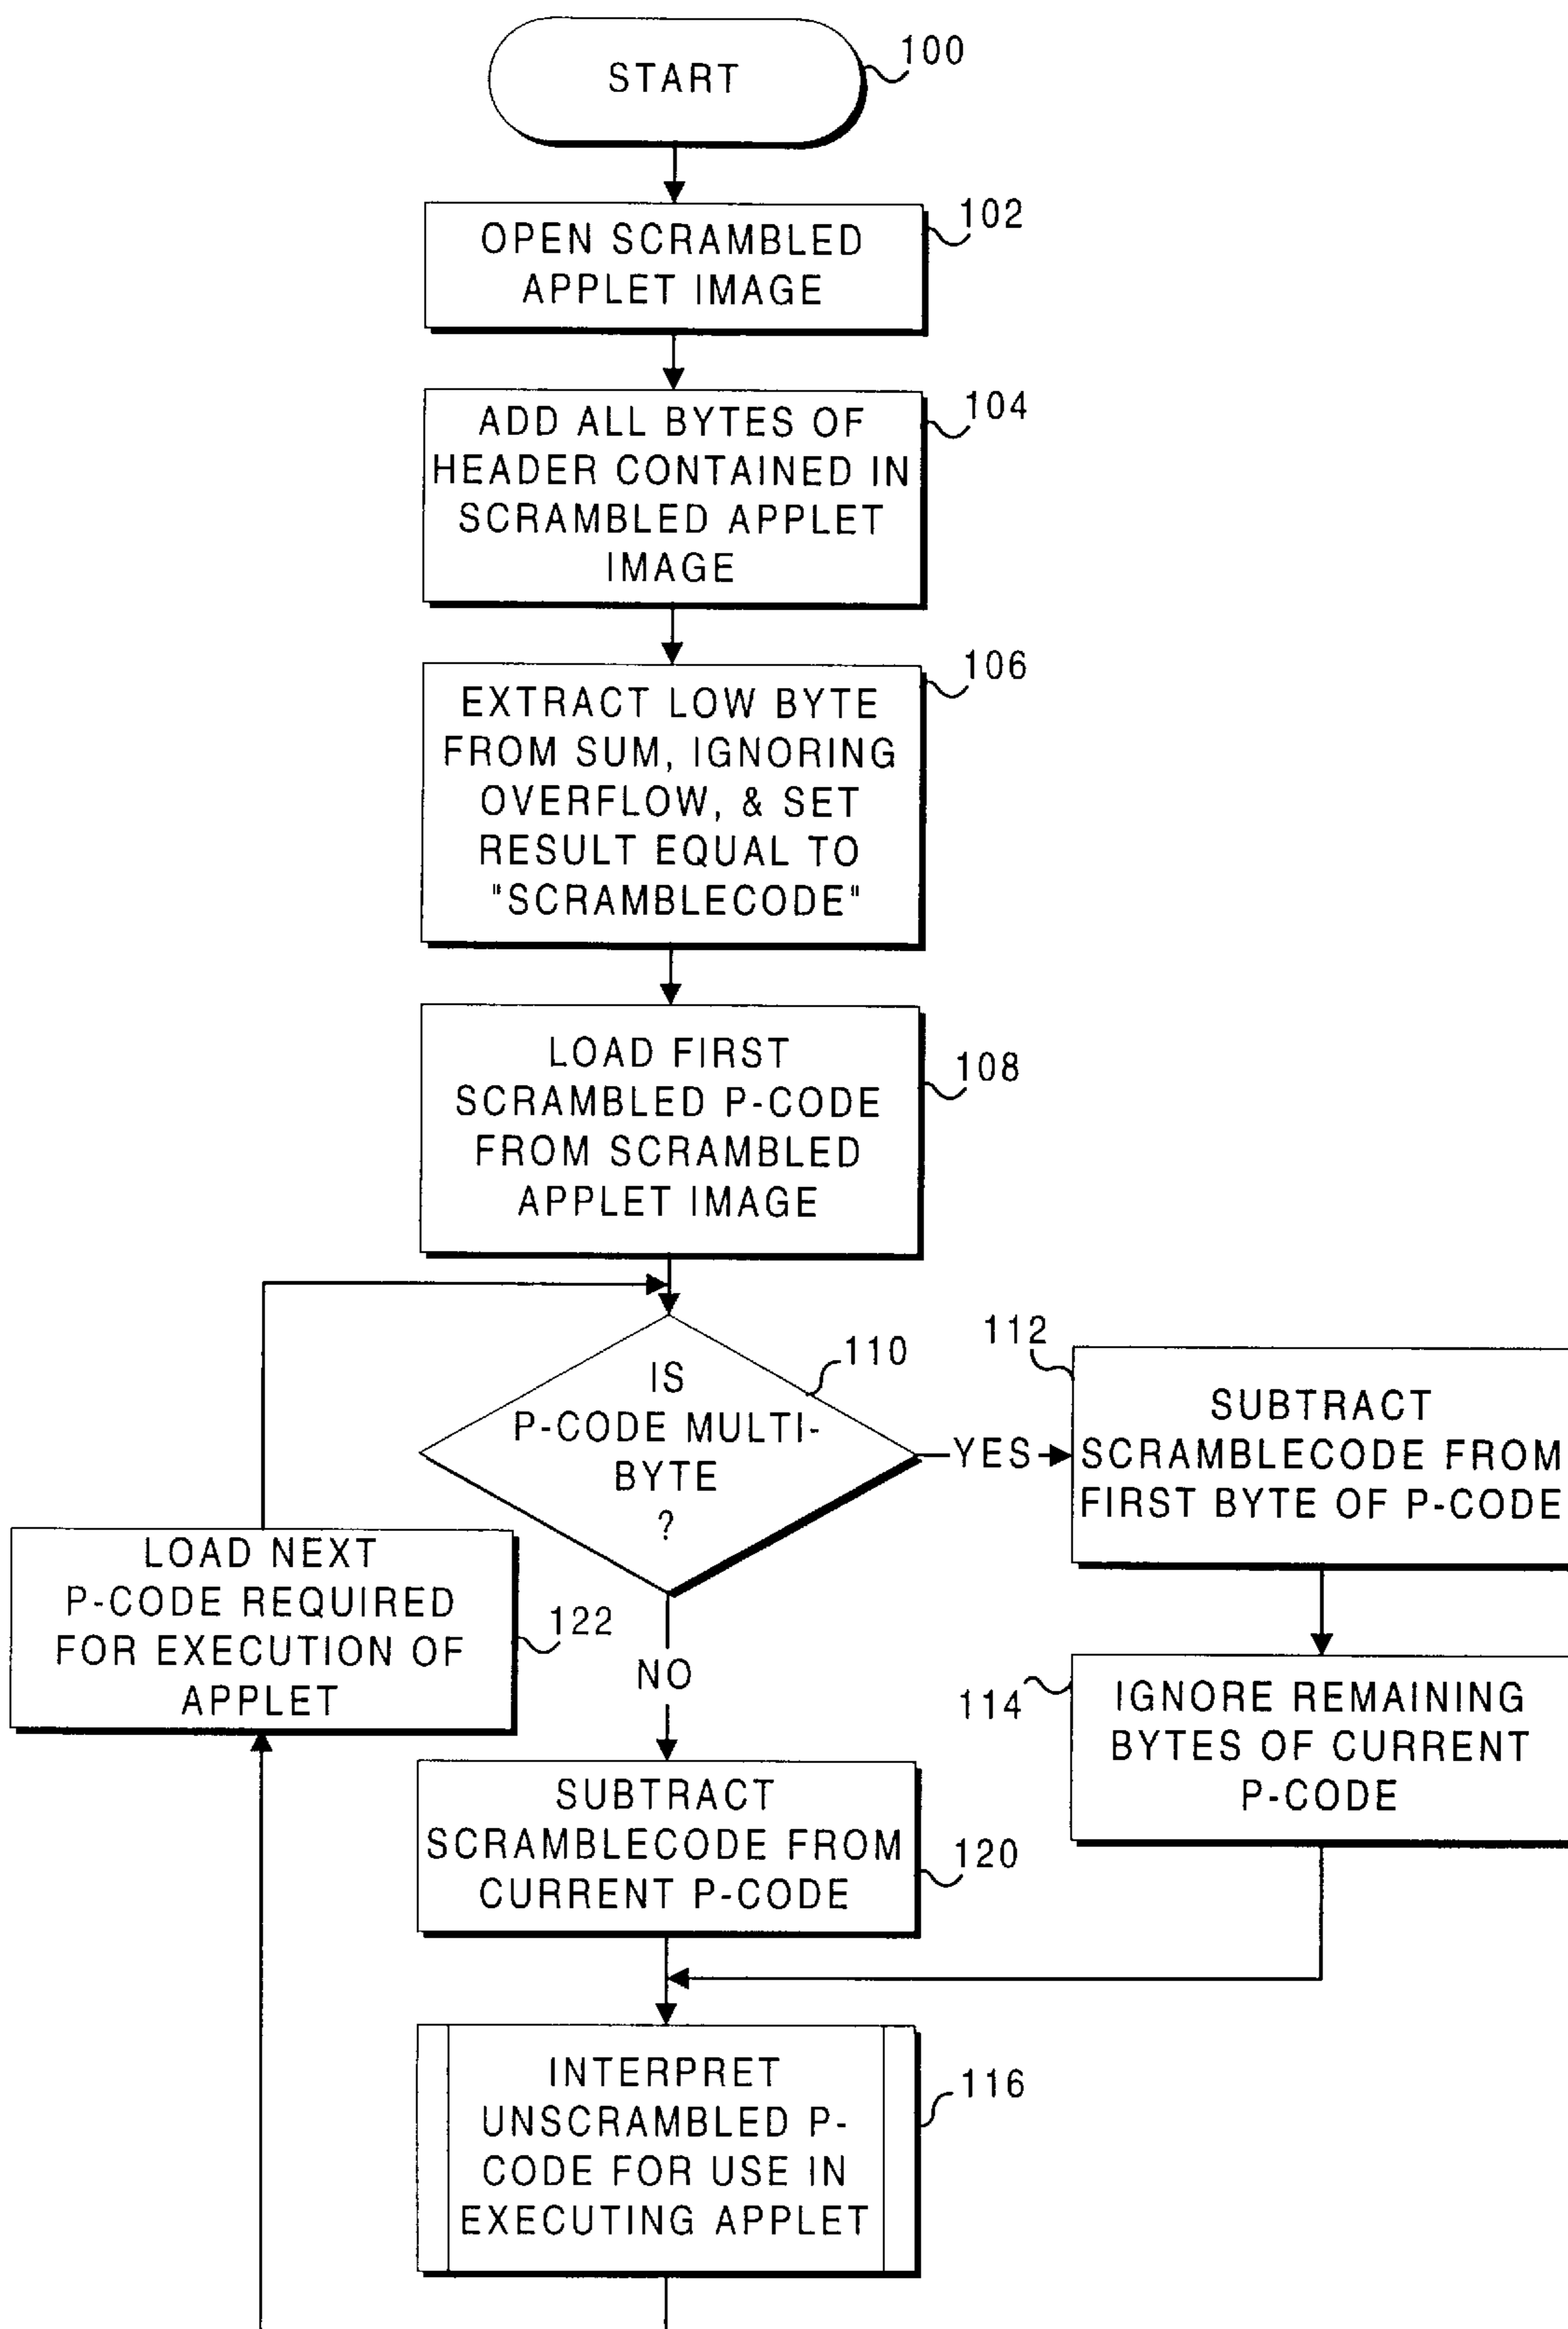 START
100
OPEN SCRAMBLED
APPLET IMAGE
102
ADD ALL BYTES OF
HEADER CONTAINED IN
SCRAMBLED APPLET
IMAGE
104
EXTRACT LOW BYTE
FROM SUM, IGNORING
OVERFLOW, & SET
RESULT EQUAL TO
"SCRAMBLECODE"
106
LOAD FIRST
SCRAMBLED P-CODE
FROM SCRAMBLED
APPLET IMAGE
108
IS
P-CODE MULTI-
BYTE
?
110
YES
112
SUBTRACT
SCRAMBLECODE FROM
FIRST BYTE OF P-CODE
LOAD NEXT
P-CODE REQUIRED
FOR EXECUTION OF
APPLET
122
NO
114
IGNORE REMAINING
BYTES OF CURRENT
P-CODE
SUBTRACT
SCRAMBLECODE FROM
CURRENT P-CODE
120
INTERPRET
UNSCRAMBLED P-
CODE FOR USE IN
EXECUTING APPLET
116